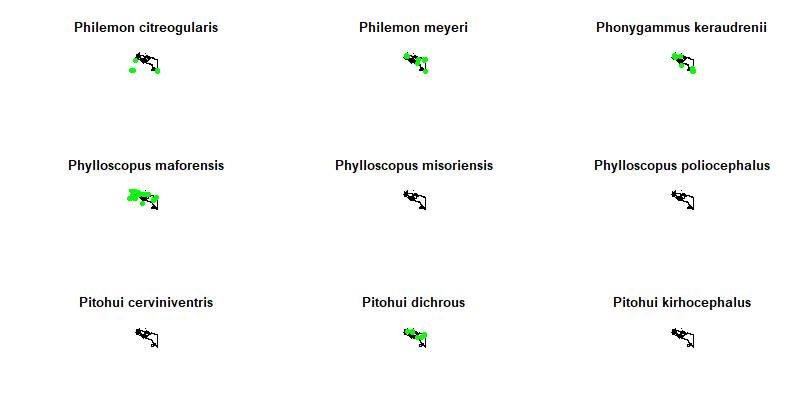 Philemon citreogularis
Philemon meyeri
Phonygammus keraudrenii
Phylloscopus maforensis
Phylloscopus misoriensis
Phylloscopus poliocephalus
Pitohui cerviniventris
Pitohui dichrous
Pitohui kirhocephalus